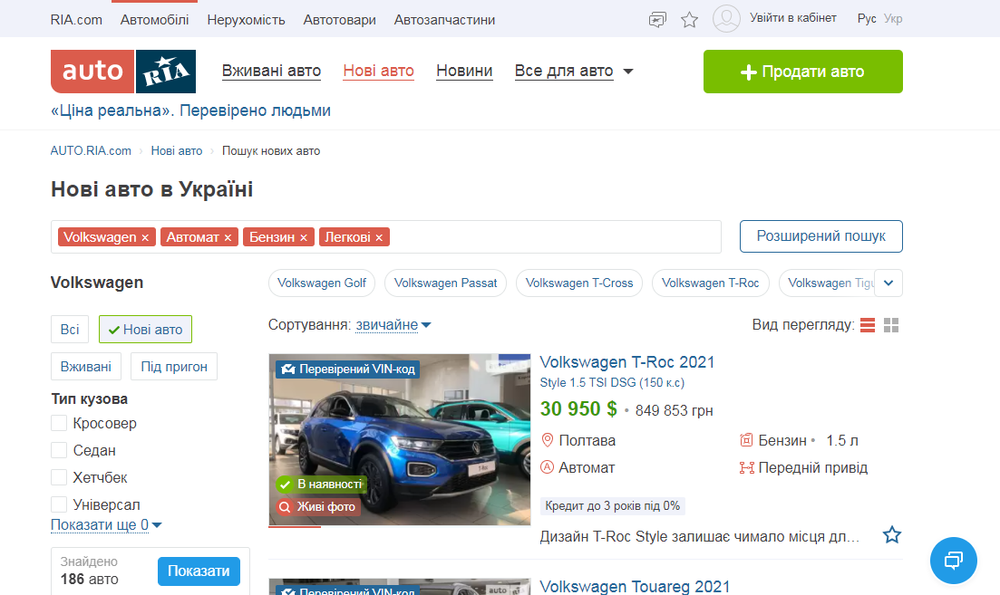 RIA.com Автомобілі Нерухомість Автотовари Автозапчастини Увійти в кабінет Рус Укр
auto RIA Вживані авто Нові авто Новини Все для авто + Продати авто
«Ціна реальна». Перевірено людьми
AUTO.RIA.com › Нові авто › Пошук нових авто
Нові авто в Україні
Volkswagen × Автомат × Бензин × Легкові × Розширений пошук
Volkswagen
Volkswagen Golf Volkswagen Passat Volkswagen T-Cross Volkswagen T-Roc Volkswagen
Всі Нові авто
Вживані Під пригон
Тип кузова
Кросовер
Седан
Хетчбек
Універсал
Показати ще 0
Знайдено
186 авто
Показати
Сортування: звичайне Вид перегляду:
Перевірений VIN-код
T-Roc
В наявності
Живі фото
Volkswagen T-Roc 2021
Style 1.5 TSI DSG (150 к.с)
30 950 $ • 849 853 грн
Полтава Бензин • 1.5 л
Автомат Передній привід
Кредит до 3 років під 0%
Дизайн T-Roc Style залишає чимало місця дл…
Перевірений VIN-код
auto
Volkswagen Touareg 2021